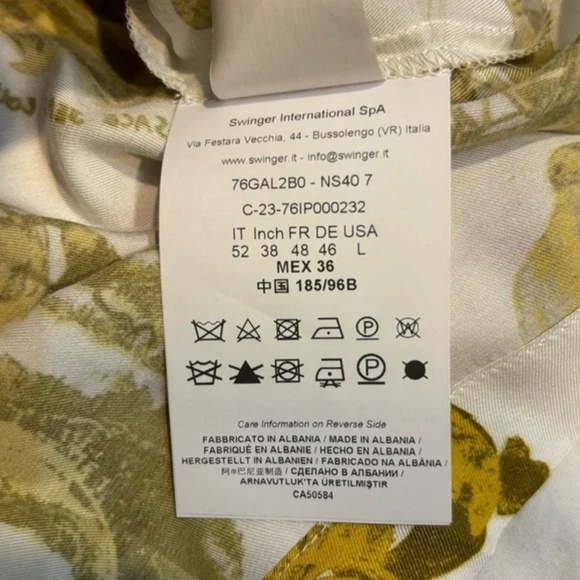 Swinger International SpA
Via Festara Vecchia, 44 - Bussolengo (VR) Italia
www.swinger.it - info@swinger.it
76GAL2B0 - NS40 7
C-23-76IP000232
IT Inch FR DE USA
52 38 48 46 L
MEX 36
中国 185/96B
Care Information on Reverse Side
FABBRICATO IN ALBANIA / MADE IN ALBANIA /
FABRIQUÉ EN ALBANIE / HECHO EN ALBANIA /
HERGESTELLT IN ALBANIEN / FABRICADO NA ALBÂNIA /
阿尔巴尼亚制造 / СДЕЛАНО В АЛБАНИИ /
ARNAVUTLUK'TA ÜRETİLMİŞTİR
CA50584